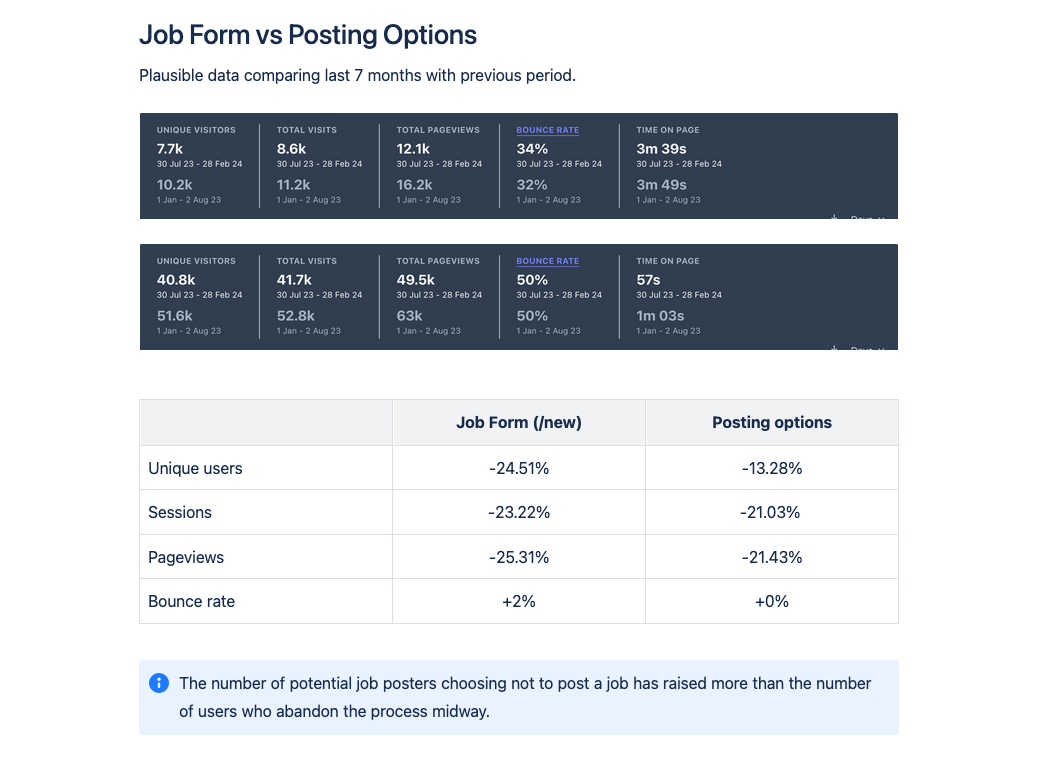 Job Form vs Posting Options
Plausible data comparing last 7 months with previous period.
UNIQUE VISITORS TOTAL VISITS TOTAL PAGEVIEWS BOUNCE RATE TIME ON PAGE
7.7k 8.6k 12.1k 34% 3m 39s
30 Jul 23 - 28 Feb 24 30 Jul 23 - 28 Feb 24 30 Jul 23 - 28 Feb 24 30 Jul 23 - 28 Feb 24 30 Jul 23 - 28 Feb 24
10.2k 11.2k 16.2k 32% 3m 49s
1 Jan - 2 Aug 23 1 Jan - 2 Aug 23 1 Jan - 2 Aug 23 1 Jan - 2 Aug 23 1 Jan - 2 Aug 23
UNIQUE VISITORS TOTAL VISITS TOTAL PAGEVIEWS BOUNCE RATE TIME ON PAGE
40.8k 41.7k 49.5k 50% 57s
30 Jul 23 - 28 Feb 24 30 Jul 23 - 28 Feb 24 30 Jul 23 - 28 Feb 24 30 Jul 23 - 28 Feb 24 30 Jul 23 - 28 Feb 24
51.6k 52.8k 63k 50% 1m 03s
1 Jan - 2 Aug 23 1 Jan - 2 Aug 23 1 Jan - 2 Aug 23 1 Jan - 2 Aug 23 1 Jan - 2 Aug 23
Job Form (/new) Posting options
Unique users -24.51% -13.28%
Sessions -23.22% -21.03%
Pageviews -25.31% -21.43%
Bounce rate +2% +0%
The number of potential job posters choosing not to post a job has raised more than the number
of users who abandon the process midway.